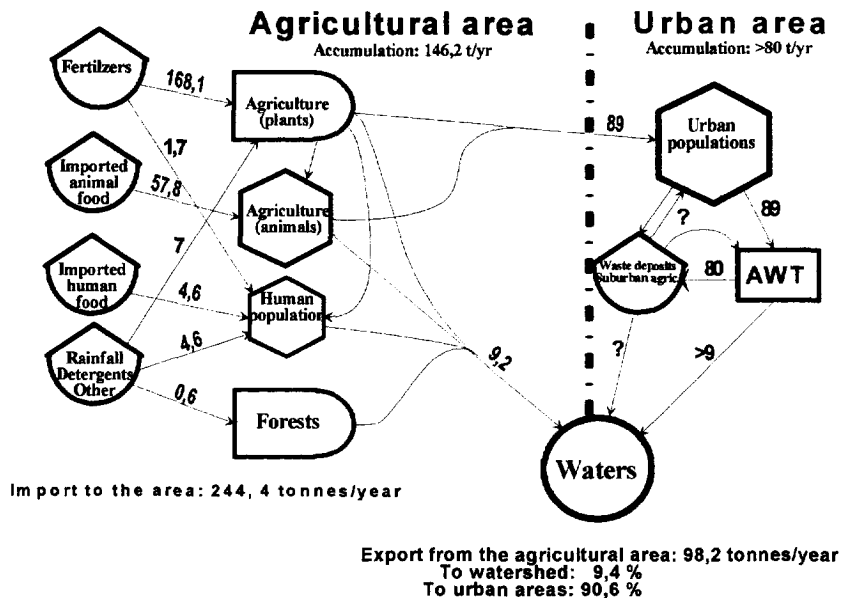 Agricultural area
Accumulation: 146,2 t/yr
Urban area
Accumulation: >80 t/yr
Fertilzers
168,1
Agriculture
(plants)
1,7
Imported
animal
food
57,8
Agriculture
(animals)
7
Imported
human
food
4,6
Human
population
Rainfall
Detergents
Other
4,6
0,6
Forests
9,2
89
Urban
populations
?
89
Waste deposits
Suburban agric.
80
AWT
?
>9
Waters
Import to the area: 244, 4 tonnes/year
Export from the agricultural area: 98,2 tonnes/year
To watershed: 9,4 %
To urban areas: 90,6 %